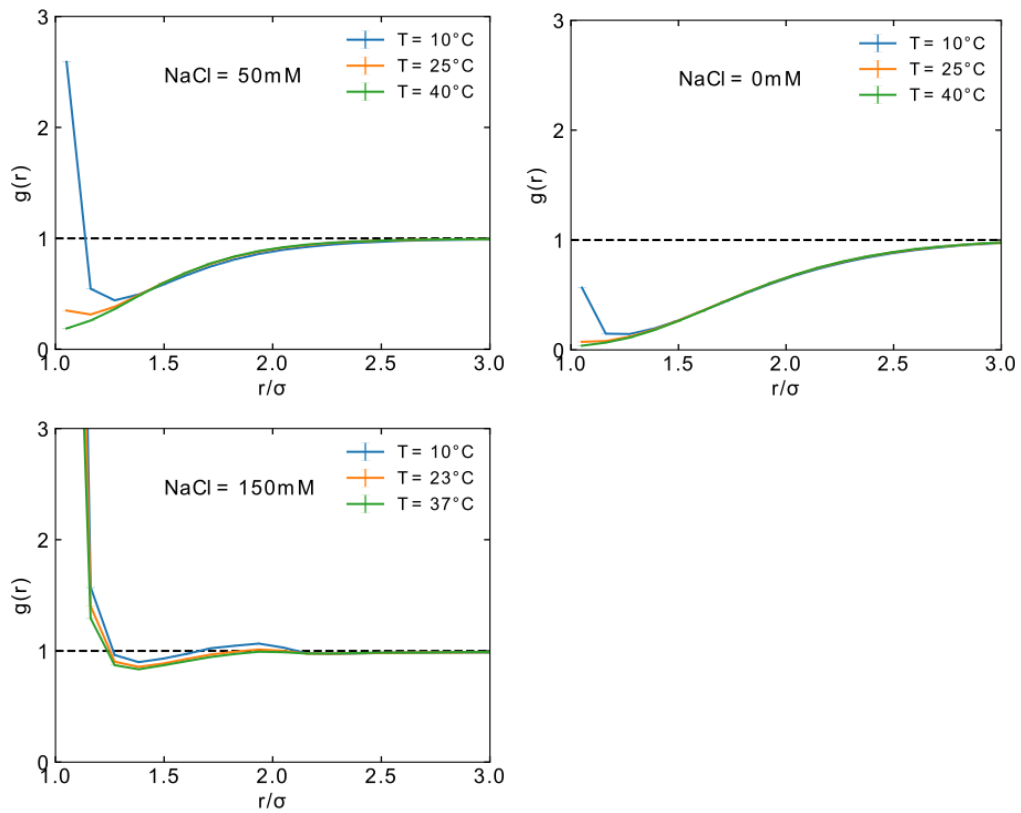 3
2
1
0
g(r)
NaCl = 50mM
T = 10°C
T = 25°C
T = 40°C
1.0 1.5 2.0 2.5 3.0
r/σ
3
2
1
0
g(r)
NaCl = 0mM
T = 10°C
T = 25°C
T = 40°C
1.0 1.5 2.0 2.5 3.0
r/σ
3
2
1
0
g(r)
NaCl = 150mM
T = 10°C
T = 23°C
T = 37°C
1.0 1.5 2.0 2.5 3.0
r/σ